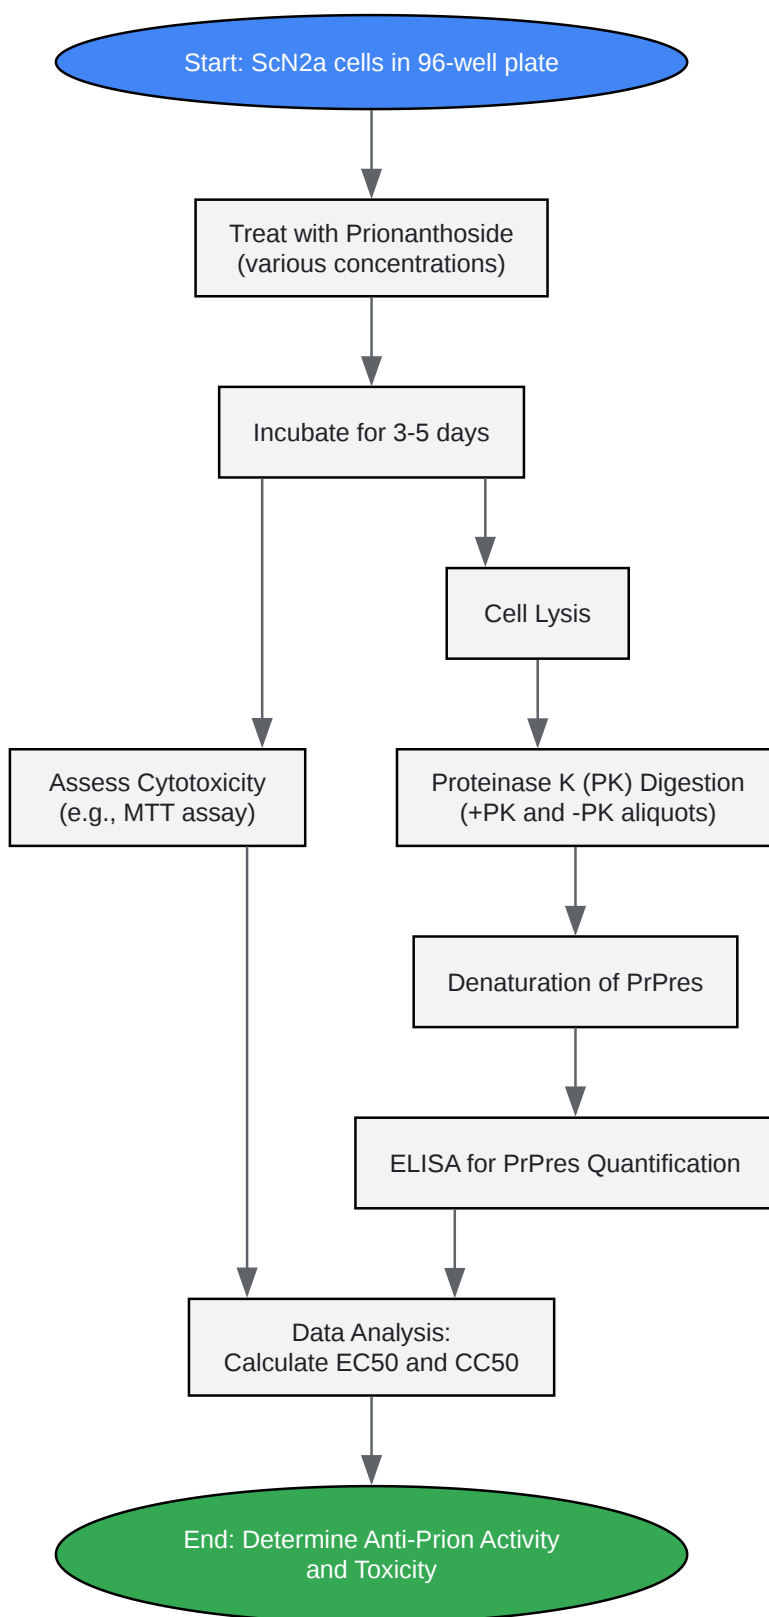 Start: ScN2a cells in 96-well plate
Treat with Prionanthoside
(various concentrations)
Incubate for 3-5 days
Cell Lysis
Assess Cytotoxicity
(e.g., MTT assay)
Proteinase K (PK) Digestion
(+PK and -PK aliquots)
Denaturation of PrPres
ELISA for PrPres Quantification
Data Analysis:
Calculate EC50 and CC50
End: Determine Anti-Prion Activity
and Toxicity